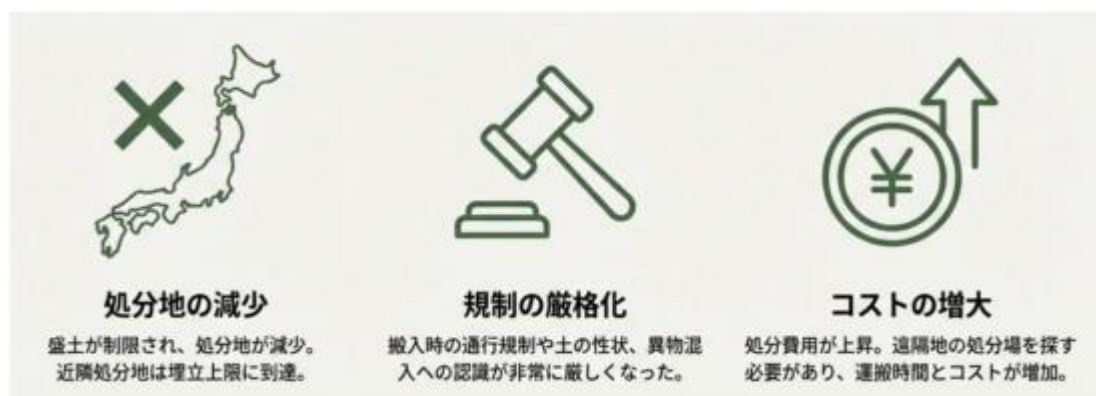 ¥
処分地の減少
盛土が制限され、処分地が減少。
近隣処分地は埋立上限に到達。
規制の厳格化
搬入時の通行規制や土の性状、異物混
入への認識が非常に厳しくなった。
コストの増大
処分費用が上昇。遠隔地の処分場を探す
必要があり、運搬時間とコストが増加。